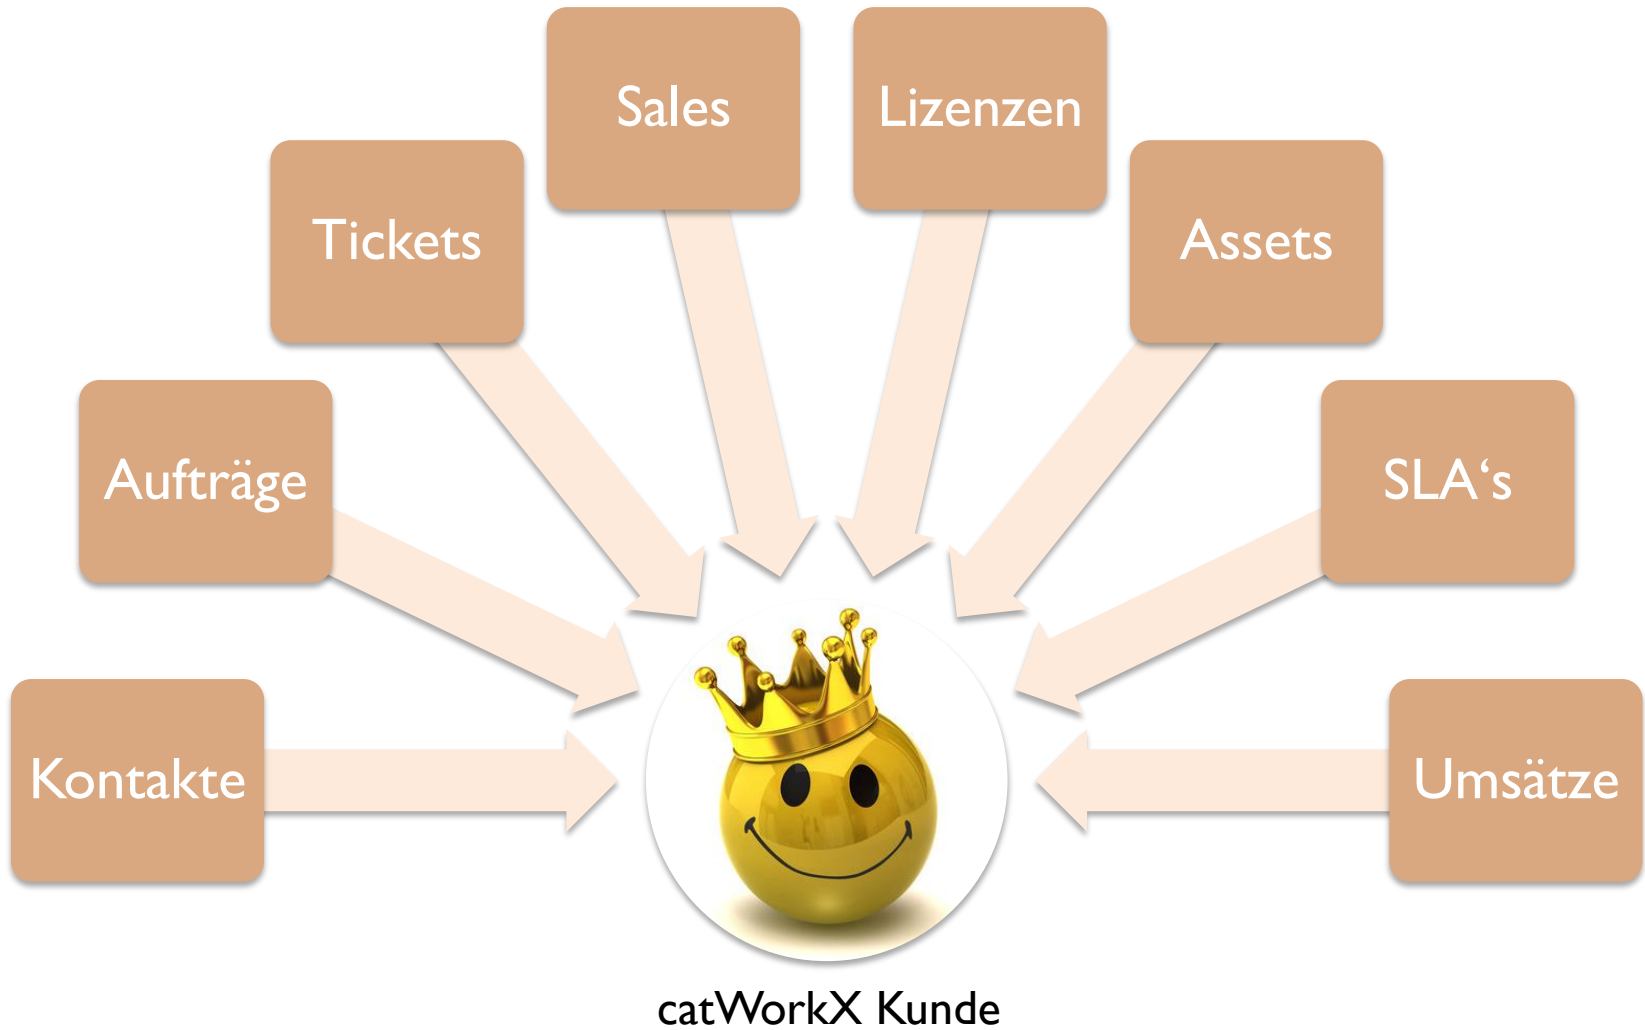 Sales
Lizenzen
Tickets
Assets
Aufträge
SLA‘s
Kontakte
Umsätze
catWorkX Kunde